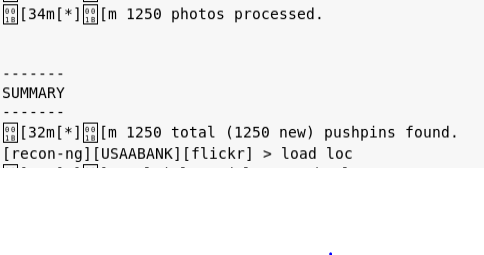 [34m[*][m 1250 photos processed.
-------
SUMMARY
-------
[32m[*][m 1250 total (1250 new) pushpins found.
[recon-ng][USAABANK][flickr] > load loc